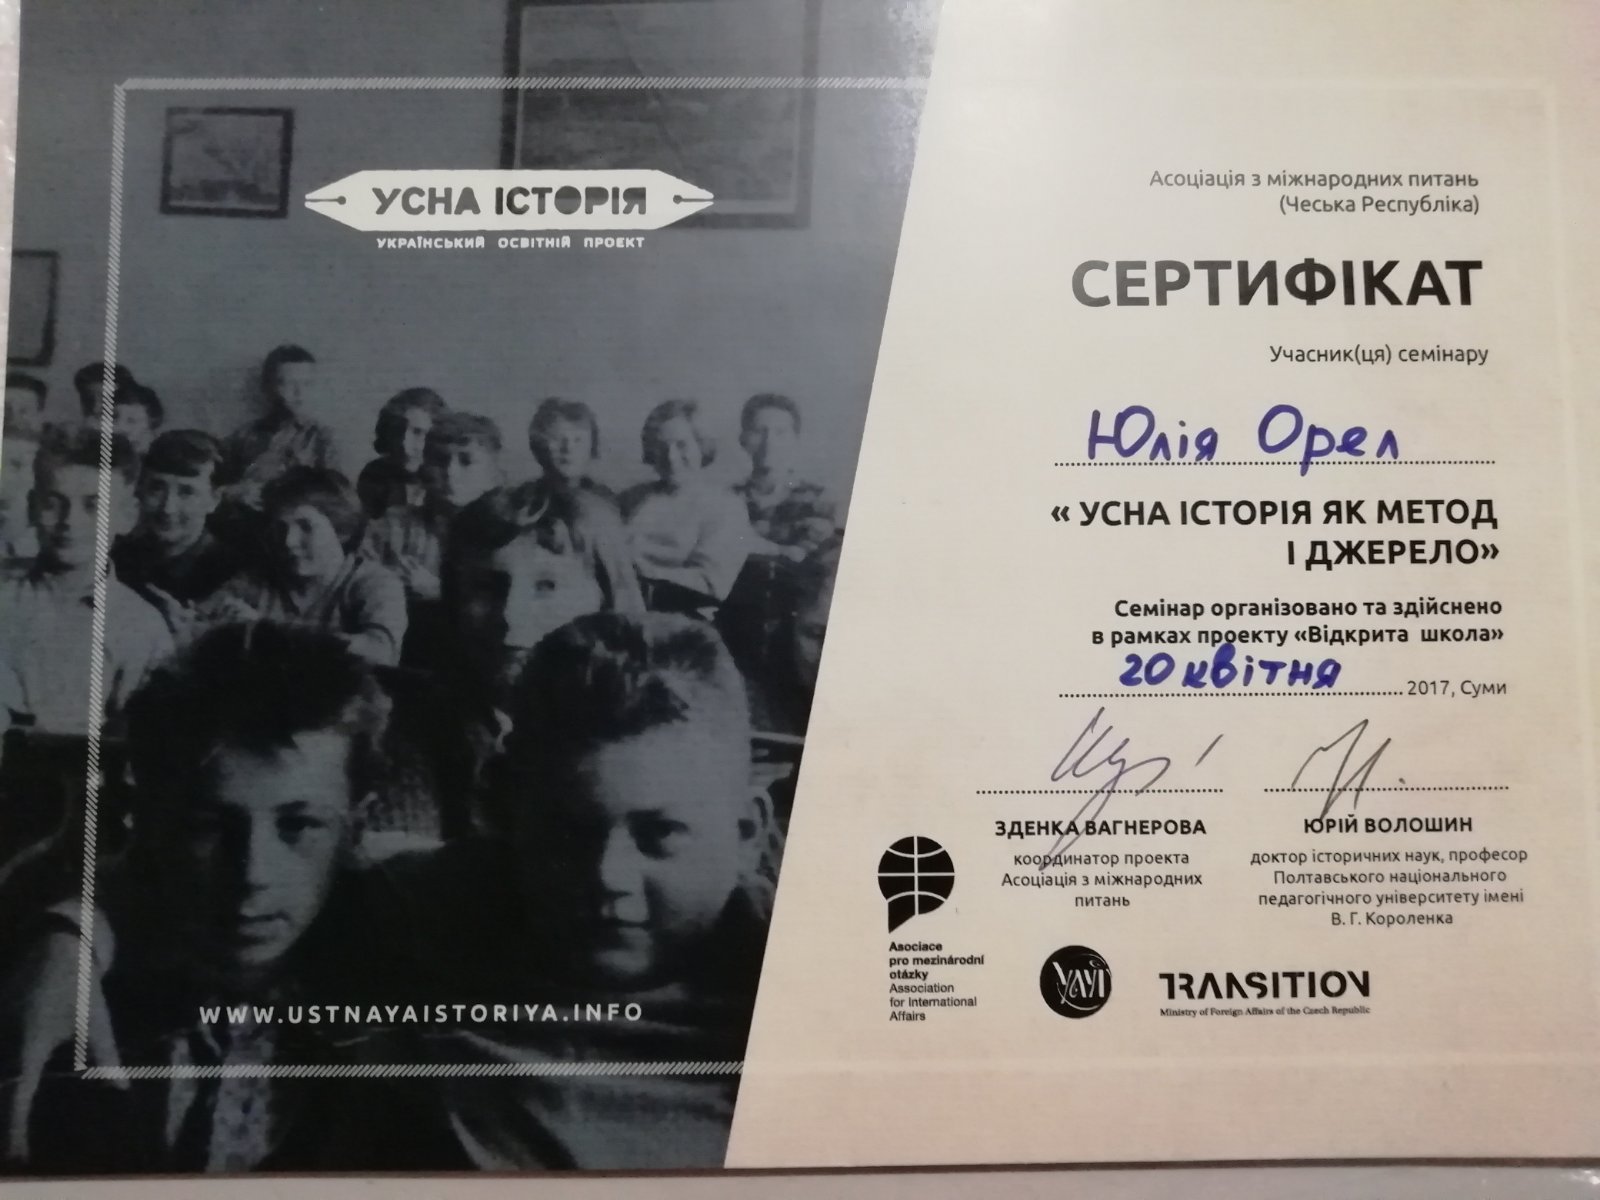 УСНА ІСТОРІЯ
УКРАЇНСЬКИЙ ОСВІТНІЙ ПРОЕКТ
WWW.USTNAYAISTORIYA.INFO
Асоціація з міжнародних питань
(Чеська Республіка)
СЕРТИФІКАТ
Учасник(ця) семінару
Юлія Орел
« УСНА ІСТОРІЯ ЯК МЕТОД
І ДЖЕРЕЛО»
Семінар організовано та здійснено
в рамках проекту «Відкрита школа»
20 квітня 2017, Суми
ЗДЕНКА ВАГНЕРОВА
координатор проекта
Асоціація з міжнародних
питань
ЮРІЙ ВОЛОШИН
доктор історичних наук, професор
Полтавського національного
педагогічного університету імені
В. Г. Короленка
Asociace
pro mezinárodní
otázky
Association
for International
Affairs
TRANSITION
Ministry of Foreign Affairs of the Czech Republic